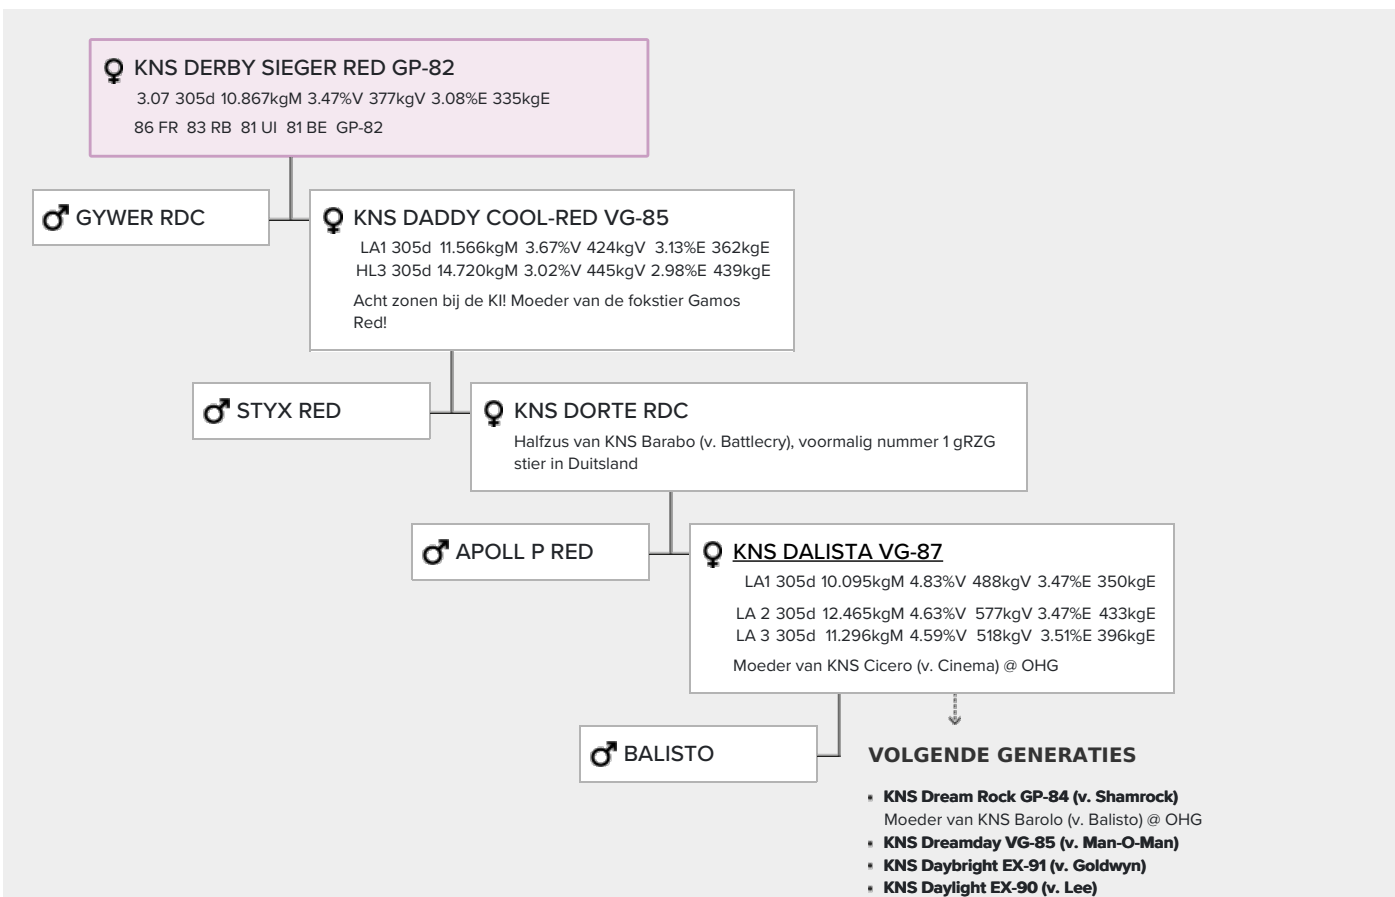 KNS DERBY SIEGER RED GP-82
3.07 305d 10.867kgM 3.47%V 377kgV 3.08%E 335kgE
86 FR 83 RB 81 UI 81 BE GP-82
GYWER RDC
KNS DADDY COOL-RED VG-85
LA1 305d 11.566kgM 3.67%V 424kgV 3.13%E 362kgE
HL3 305d 14.720kgM 3.02%V 445kgV 2.98%E 439kgE
Acht zonen bij de KI! Moeder van de fokstier Gamos
Red!
STYX RED
KNS DORTE RDC
Halfzus van KNS Barabo (v. Battlecry), voormalig nummer 1 gRZG
stier in Duitsland
APOLL P RED
KNS DALISTA VG-87
LA1 305d 10.095kgM 4.83%V 488kgV 3.47%E 350kgE
LA 2 305d 12.465kgM 4.63%V 577kgV 3.47%E 433kgE
LA 3 305d 11.296kgM 4.59%V 518kgV 3.51%E 396kgE
Moeder van KNS Cicero (v. Cinema) @ OHG
BALISTO
VOLGENDE GENERATIES
KNS Dream Rock GP-84 (v. Shamrock)
Moeder van KNS Barolo (v. Balisto) @ OHG
KNS Dreamday VG-85 (v. Man-O-Man)
KNS Daybright EX-91 (v. Goldwyn)
KNS Daylight EX-90 (v. Lee)